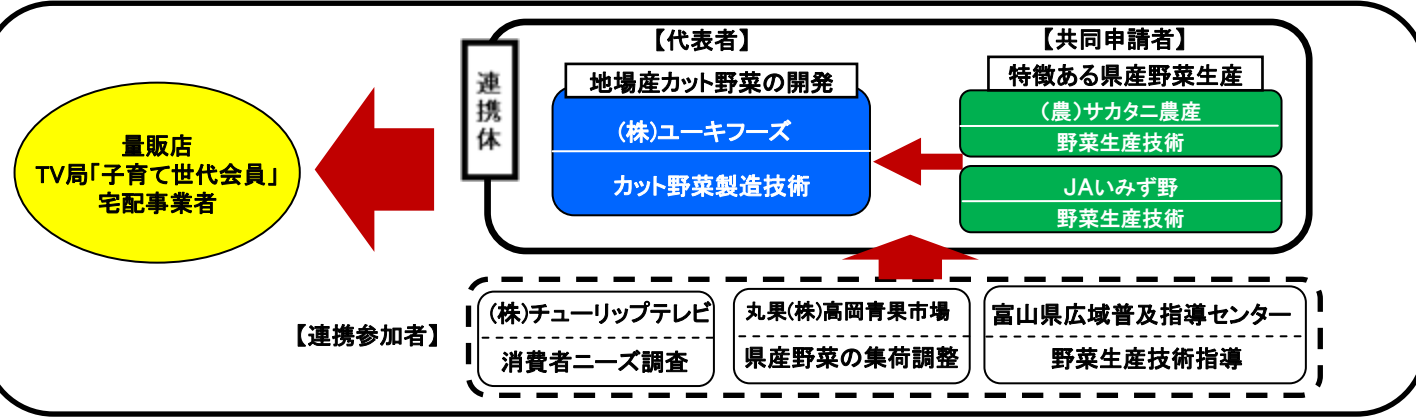 連携体
【代表者】
地場産カット野菜の開発
(株)ユーキフーズ
カット野菜製造技術
【共同申請者】
特徴ある県産野菜生産
(農)サカタニ農産
野菜生産技術
JAいみず野
野菜生産技術
量販店
TV局「子育て世代会員」
宅配事業者
【連携参加者】
(株)チューリップテレビ
消費者ニーズ調査
丸果(株)高岡青果市場
県産野菜の集荷調整
富山県広域普及指導センター
野菜生産技術指導